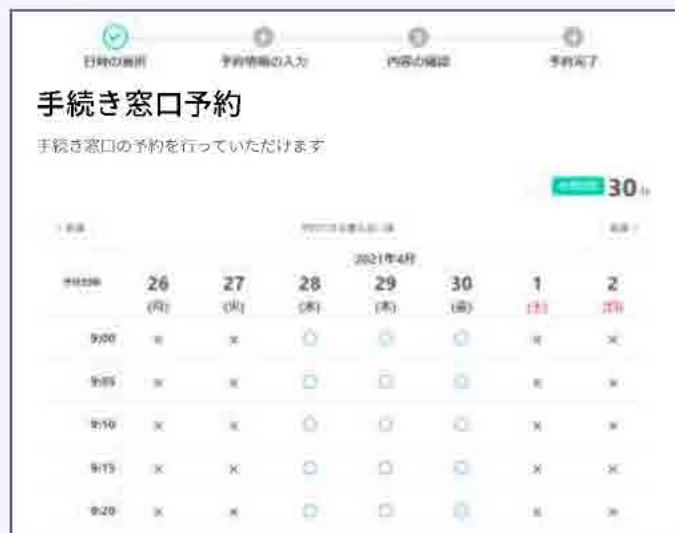 日時の選択 予約情報の入力 内容の確認 予約完了
手続き窓口予約
手続き窓口の予約を行っていただけます
30
2021年4月
26 27 28 29 30 1 2
(月) (火) (水) (木) (金) (土) (日)
9:00 × × ○ ○ ○ × ×
9:05 × × ○ ○ ○ × ×
9:10 × × ○ ○ ○ × ×
9:15 × × ○ ○ ○ × ×
9:20 × × ○ ○ ○ × ×